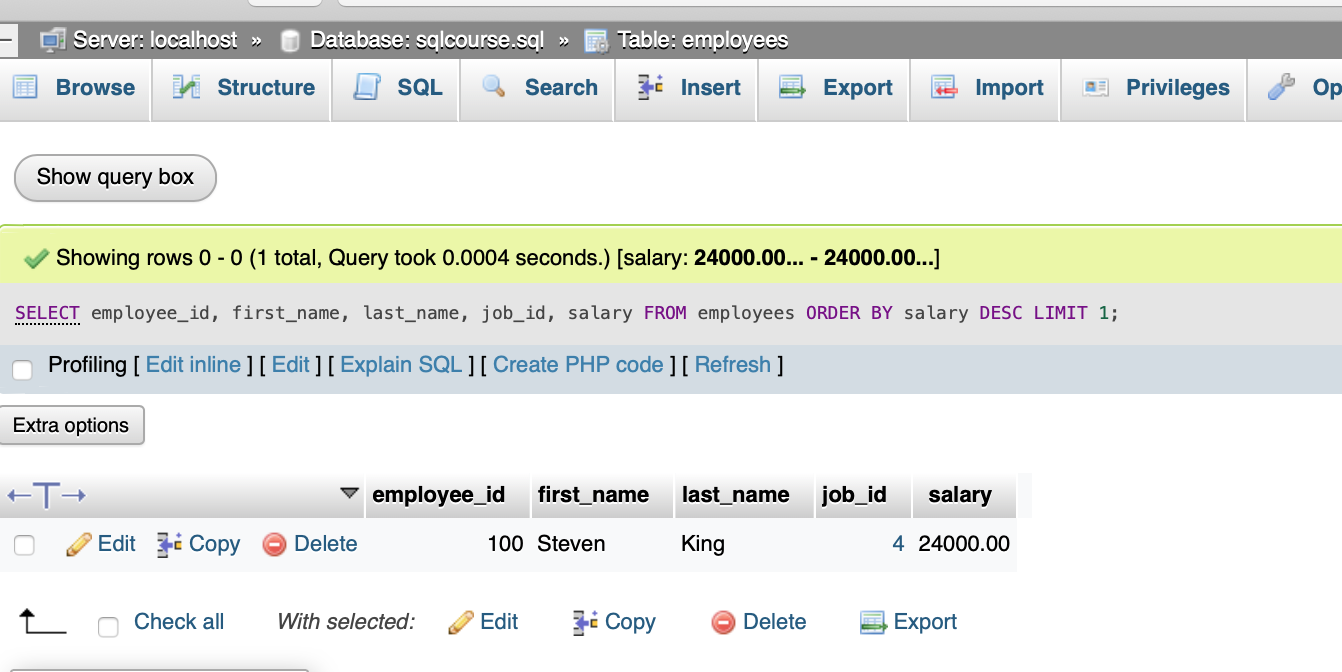 Server: localhost » Database: sqlcourse.sql » Table: employees
Browse Structure SQL Search Insert Export Import Privileges Op
Show query box
Showing rows 0 - 0 (1 total, Query took 0.0004 seconds.) [salary: 24000.00... - 24000.00...]
SELECT employee_id, first_name, last_name, job_id, salary FROM employees ORDER BY salary DESC LIMIT 1;
Profiling [ Edit inline ] [ Edit ] [ Explain SQL ] [ Create PHP code ] [ Refresh ]
Extra options
←T→ employee_id first_name last_name job_id salary
Edit Copy Delete 100 Steven King 4 24000.00
Check all With selected: Edit Copy Delete Export